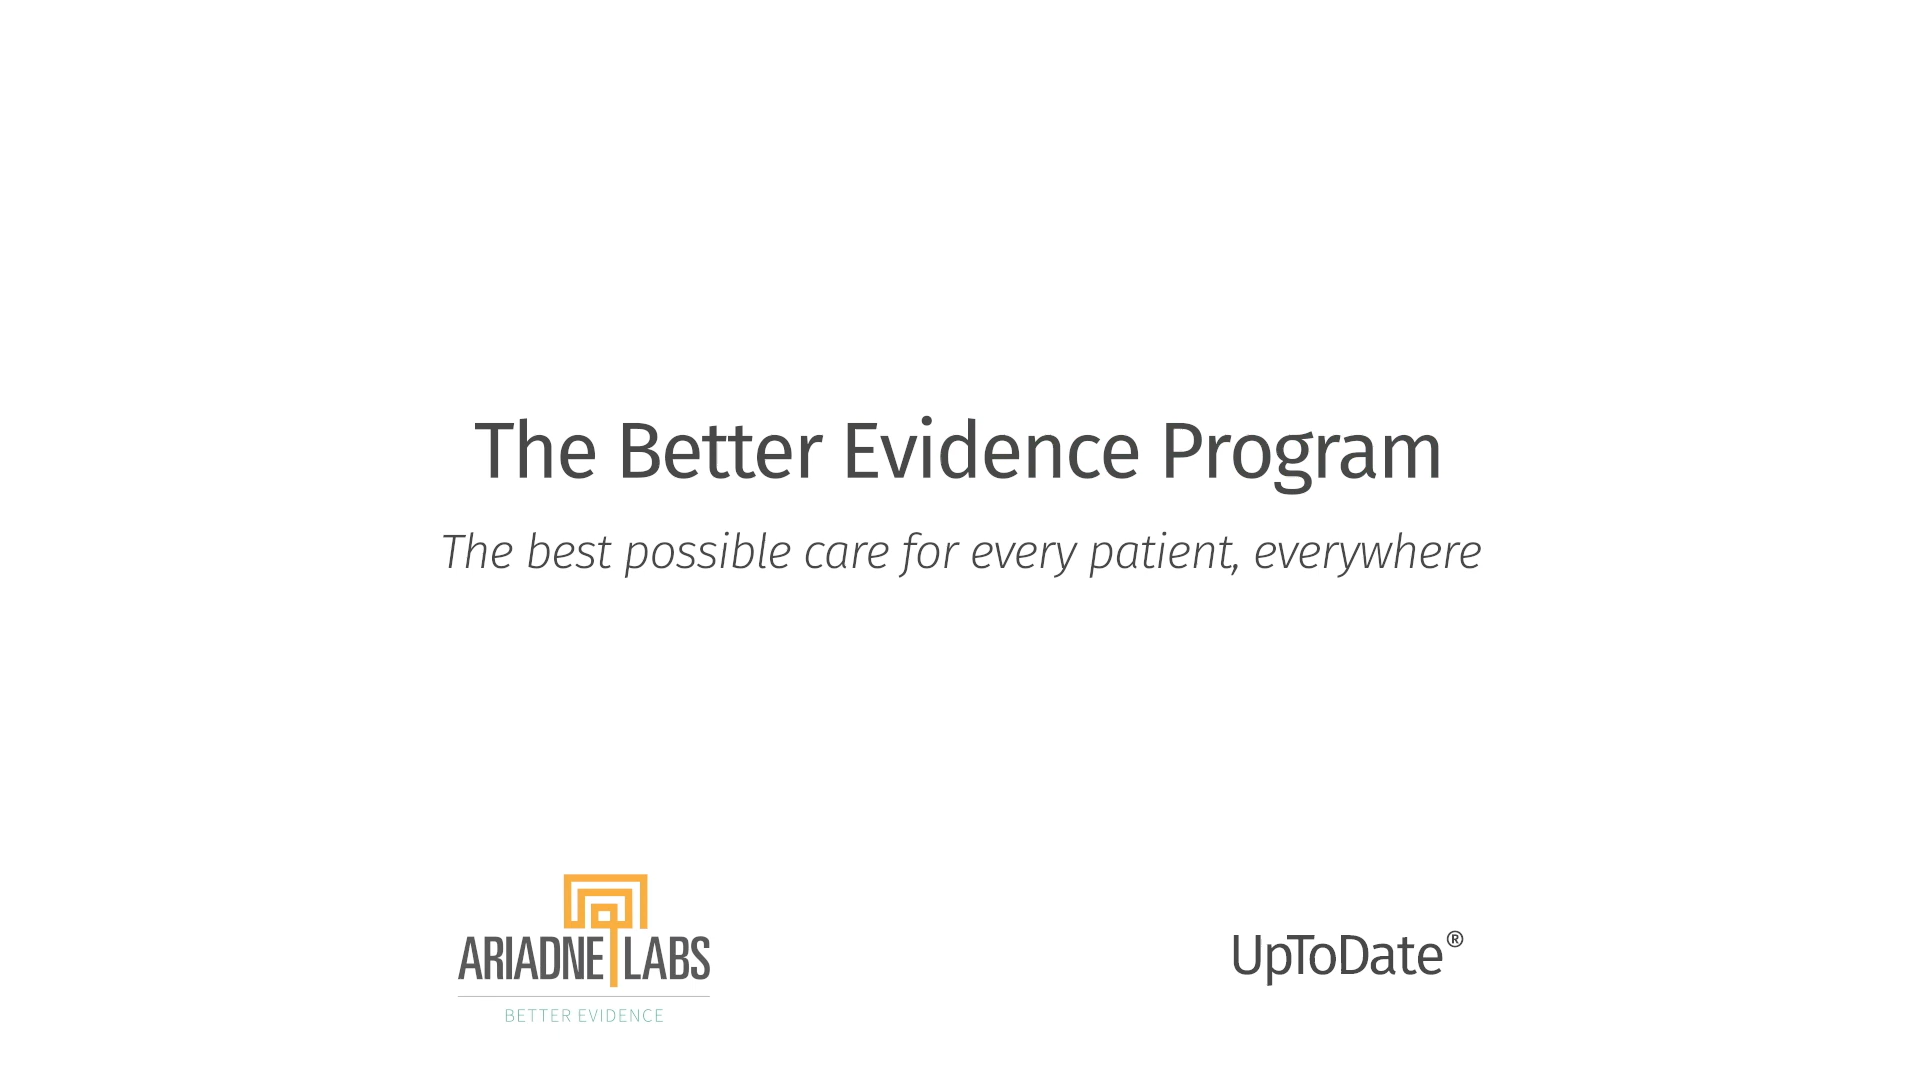 The Better Evidence Program
The best possible care for every patient, everywhere
ARIADNE LABS
BETTER EVIDENCE
UpToDate®